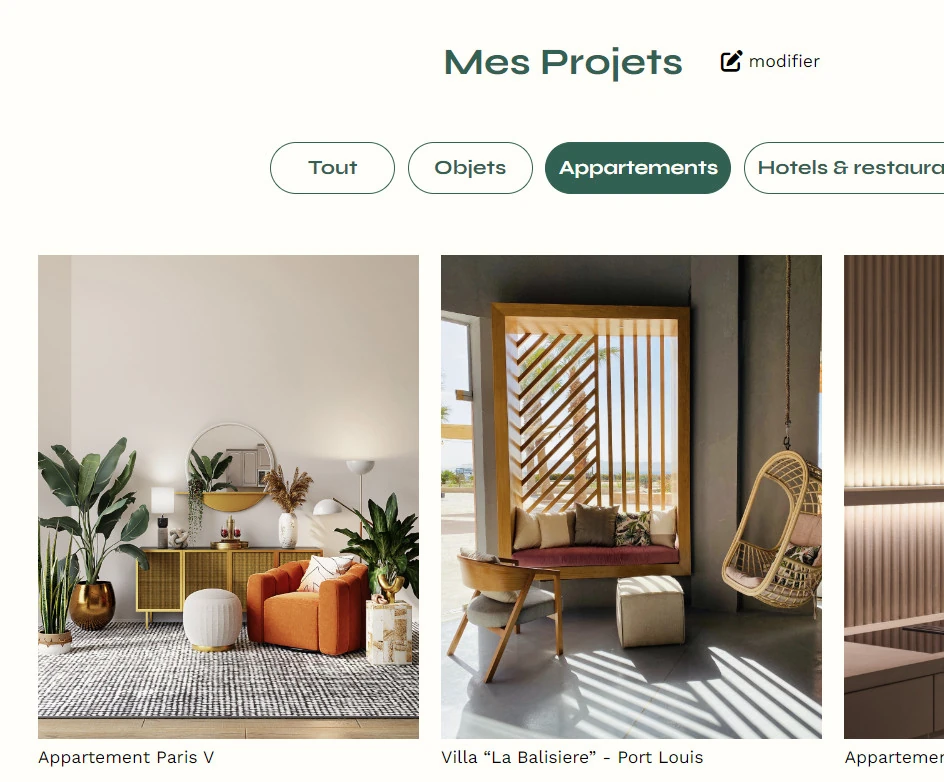 Mes Projets modifier
Tout Objets Appartements Hotels & restaura
Appartement Paris V Villa “La Balisiere” - Port Louis Appartemen